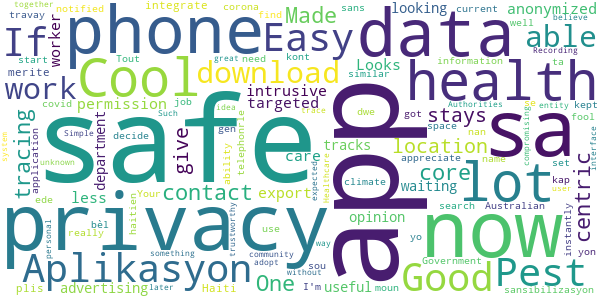 together notified integrate corona find sans current
travay worker Made looking anonymized
If phone Easy data able
start Tout great need kont similar information believe
merite Looks well Recording
work Cool download intrusive targeted health
covid permission job stays ta Authorities
Simple decide Such idea gen telephonrie trace dwe got space nan entity kept fool
tracing application department give safe care app tracks location sa compromising interface
system unknown ability Healthcare climate core lot centric
less contact export expected appreciate name set kap user
ede haitien opinion waiting search Australian instantly
privacy now
personal bèl really Your use trustworthy yo yon
Aplikasyon something community sou way Good Government Pest
plis advertising later Haiti adopt One without I'm useful moun sansibilizasyon